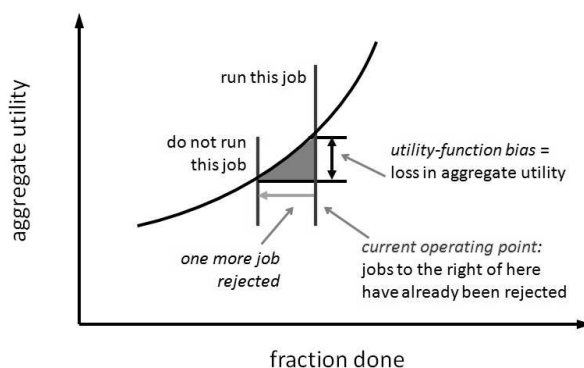 aggregate utility
run this job
do not run
this job
utility-function bias =
loss in aggregate utility
one more job
rejected
current operating point:
jobs to the right of here
have already been rejected
fraction done